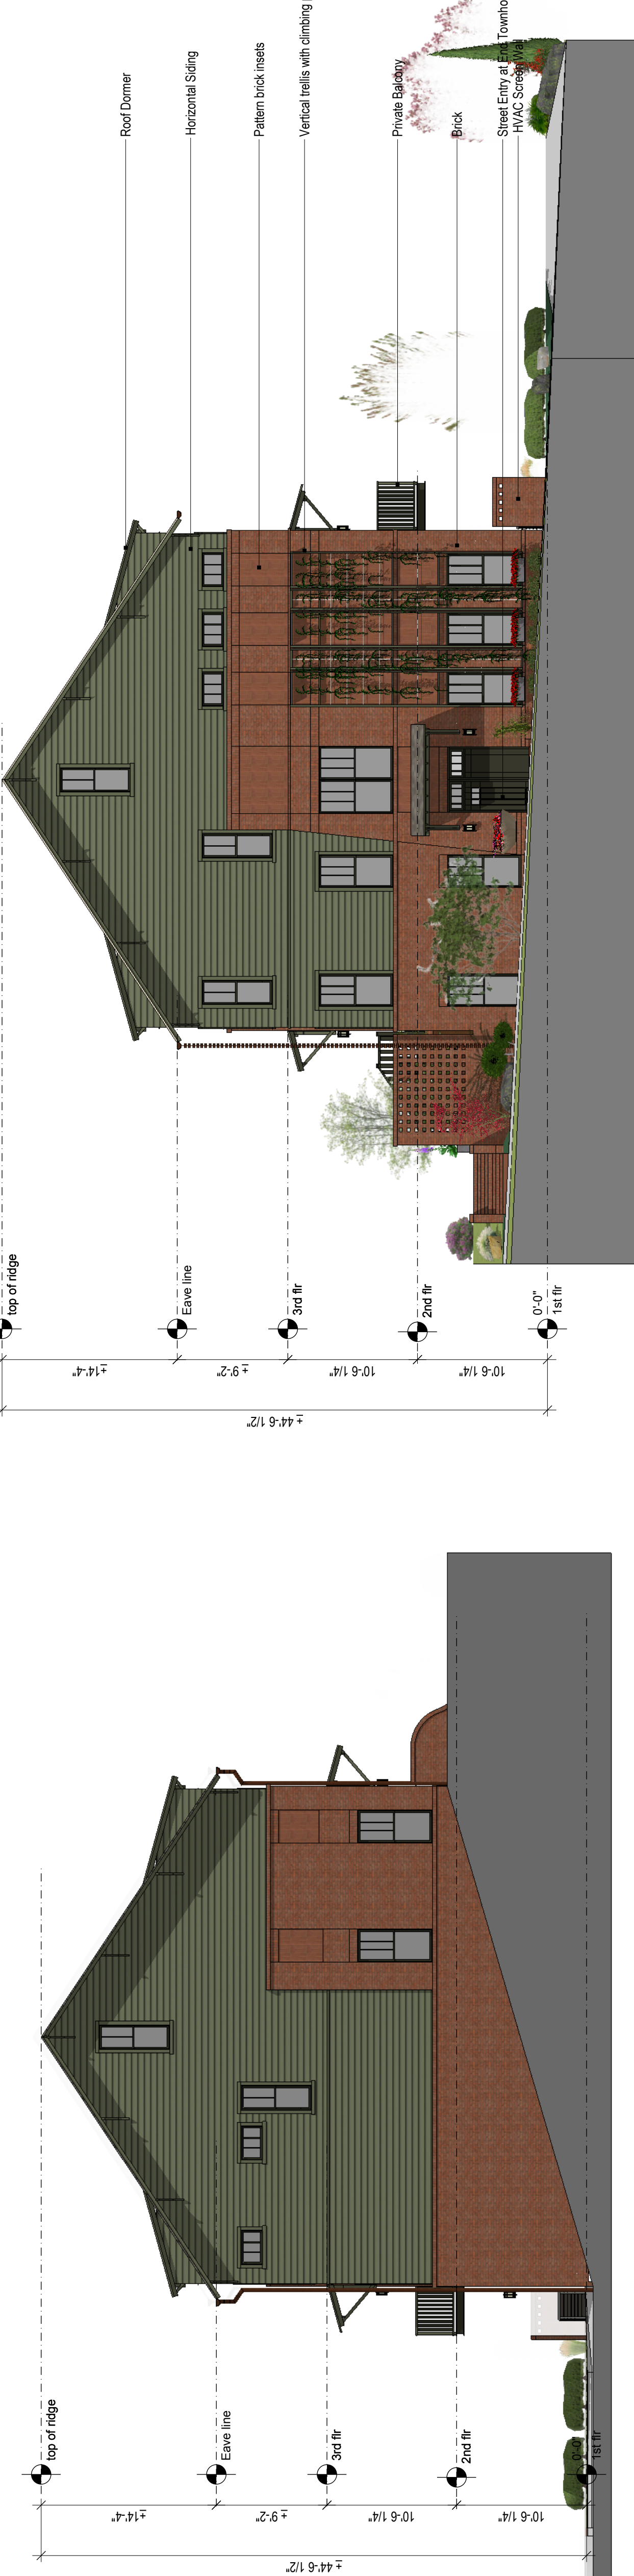 Roof Dormer
Horizontal Siding
Pattern brick insets
Vertical trellis with climbing
Private Balcony
Brick
Street Entry at End Townho
HVAC Screen Wall
top of ridge
Eave line
3rd flr
2nd flr
0'-0"
1st flr
±14'-4"
± 9'-2"
10'-6 1/4"
10'-6 1/4"
± 44'-6 1/2"
top of ridge
Eave line
3rd flr
2nd flr
0'-0"
1st flr
±14'-4"
± 9'-2"
10'-6 1/4"
10'-6 1/4"
± 44'-6 1/2"